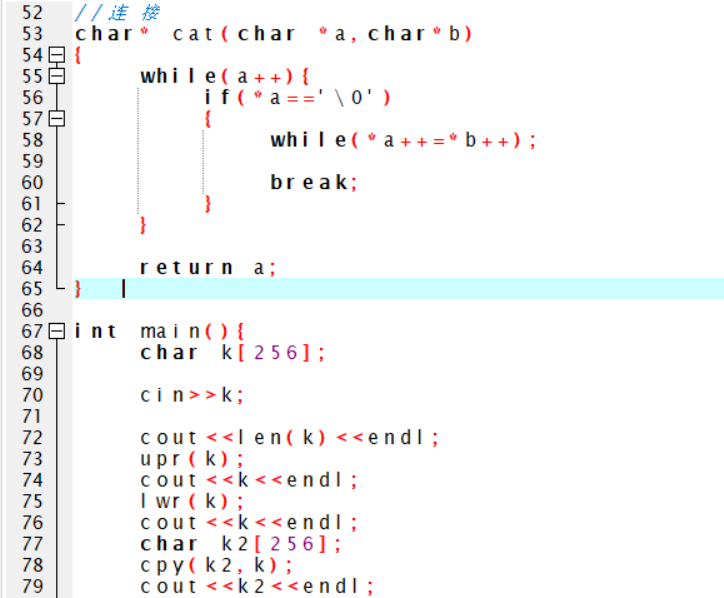 52 //连 接
53 char* cat(char *a,char*b)
54 {
55 while(a++){
56 if(*a=='\0')
57 {
58 while(*a++=*b++);
59
60 break;
61 }
62 }
63
64 return a;
65 }
66
67 int main(){
68 char k[256];
69
70 cin>>k;
71
72 cout<<len(k)<<endl;
73 upr(k);
74 cout<<k<<endl;
75 lwr(k);
76 cout<<k<<endl;
77 char k2[256];
78 cpy(k2,k);
79 cout<<k2<<endl;